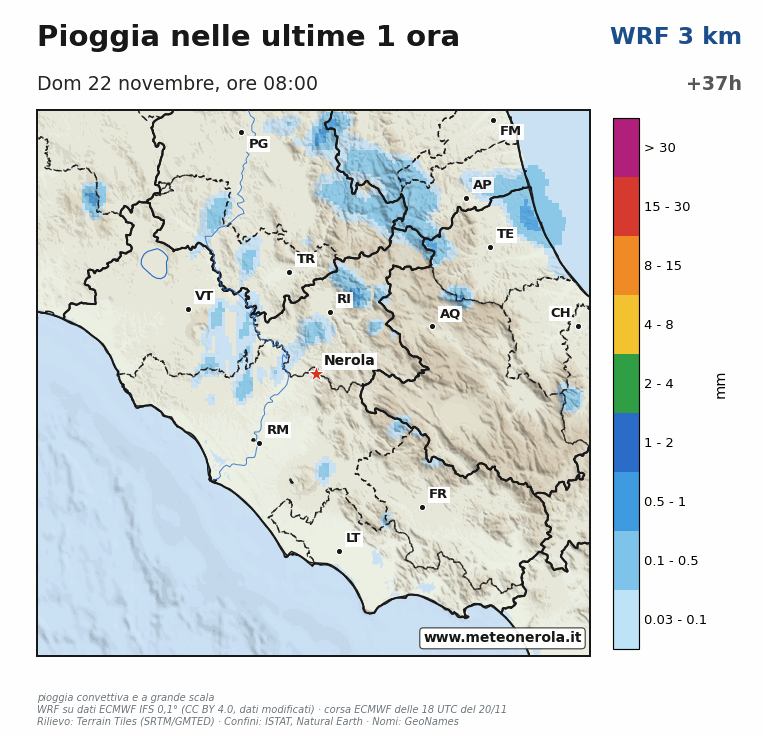 Pioggia nelle ultime 1 ora
WRF 3 km
Dom 22 novembre, ore 08:00
+37h
PG
FM
AP
TE
TR
VT
RI
AQ
CH
Nerola
RM
FR
LT
www.meteonerola.it
> 30
15 - 30
8 - 15
4 - 8
2 - 4
1 - 2
0.5 - 1
0.1 - 0.5
0.03 - 0.1
mm
pioggia convettiva e a grande scala
WRF su dati ECMWF IFS 0,1° (CC BY 4.0, dati modificati) · corsa ECMWF delle 18 UTC del 20/11
Rilievo: Terrain Tiles (SRTM/GMTED) · Confini: ISTAT, Natural Earth · Nomi: GeoNames